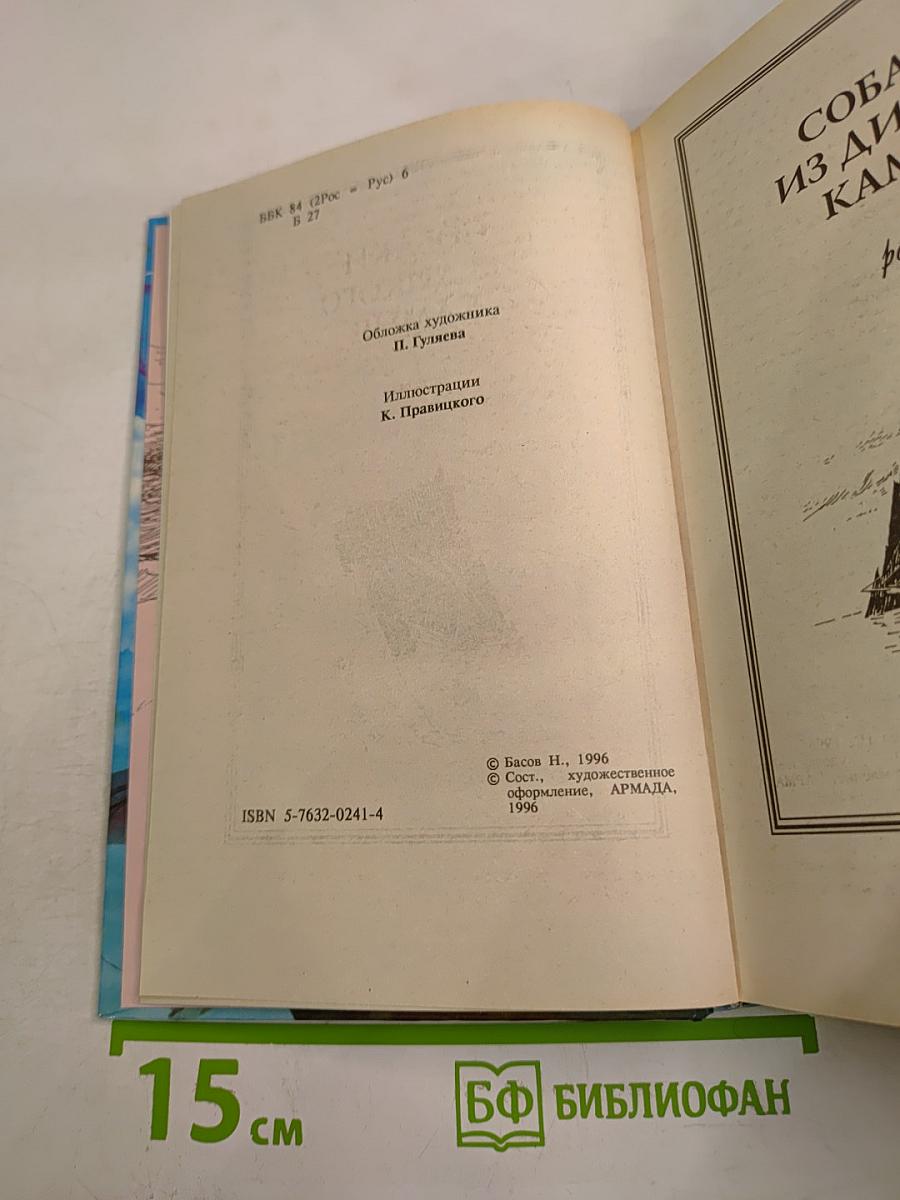 ББК 84 (2Рос = Рус) 6
Б 27
Обложка художника
П. Гуляева
Иллюстрации
К. Правицкого
© Басов Н., 1996
© Сост., художественное
оформление, АРМАДА,
1996
ISBN 5-7632-0241-4
СОБА
ИЗ ДИ
КАМ
15 см
БФ БИБЛИОФАН